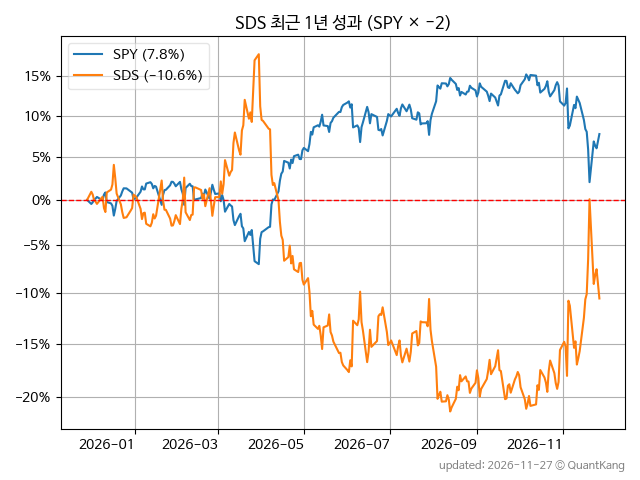 SDS 최근 1년 성과 (SPY × −2)
SPY (7.8%)
SDS (−10.6%)
15%
10%
5%
0%
−5%
−10%
−15%
−20%
2026-01 2026-03 2026-05 2026-07 2026-09 2026-11
updated: 2026-11-27 © QuantKang